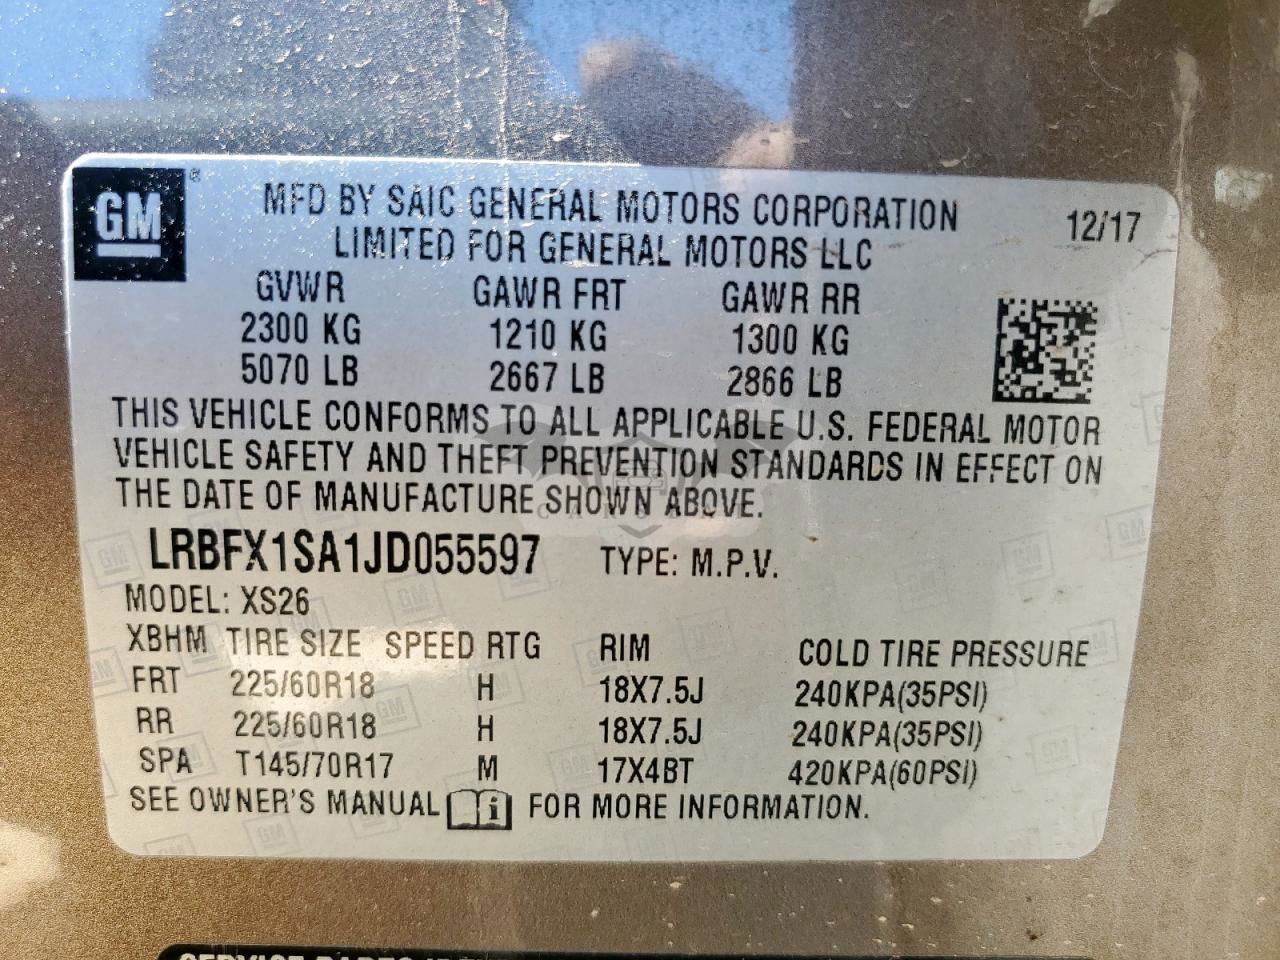 GM®
MFD BY SAIC GENERAL MOTORS CORPORATION 12/17
LIMITED FOR GENERAL MOTORS LLC
GVWR GAWR FRT GAWR RR
2300 KG 1210 KG 1300 KG
5070 LB 2667 LB 2866 LB
THIS VEHICLE CONFORMS TO ALL APPLICABLE U.S. FEDERAL MOTOR
VEHICLE SAFETY AND THEFT PREVENTION STANDARDS IN EFFECT ON
THE DATE OF MANUFACTURE SHOWN ABOVE.
LRBFX1SA1JD055597 TYPE: M.P.V.
MODEL: XS26
XBHM TIRE SIZE SPEED RTG RIM COLD TIRE PRESSURE
FRT 225/60R18 H 18X7.5J 240KPA(35PSI)
RR 225/60R18 H 18X7.5J 240KPA(35PSI)
SPA T145/70R17 M 17X4BT 420KPA(60PSI)
SEE OWNER'S MANUAL i FOR MORE INFORMATION.
SERVICE PARTS